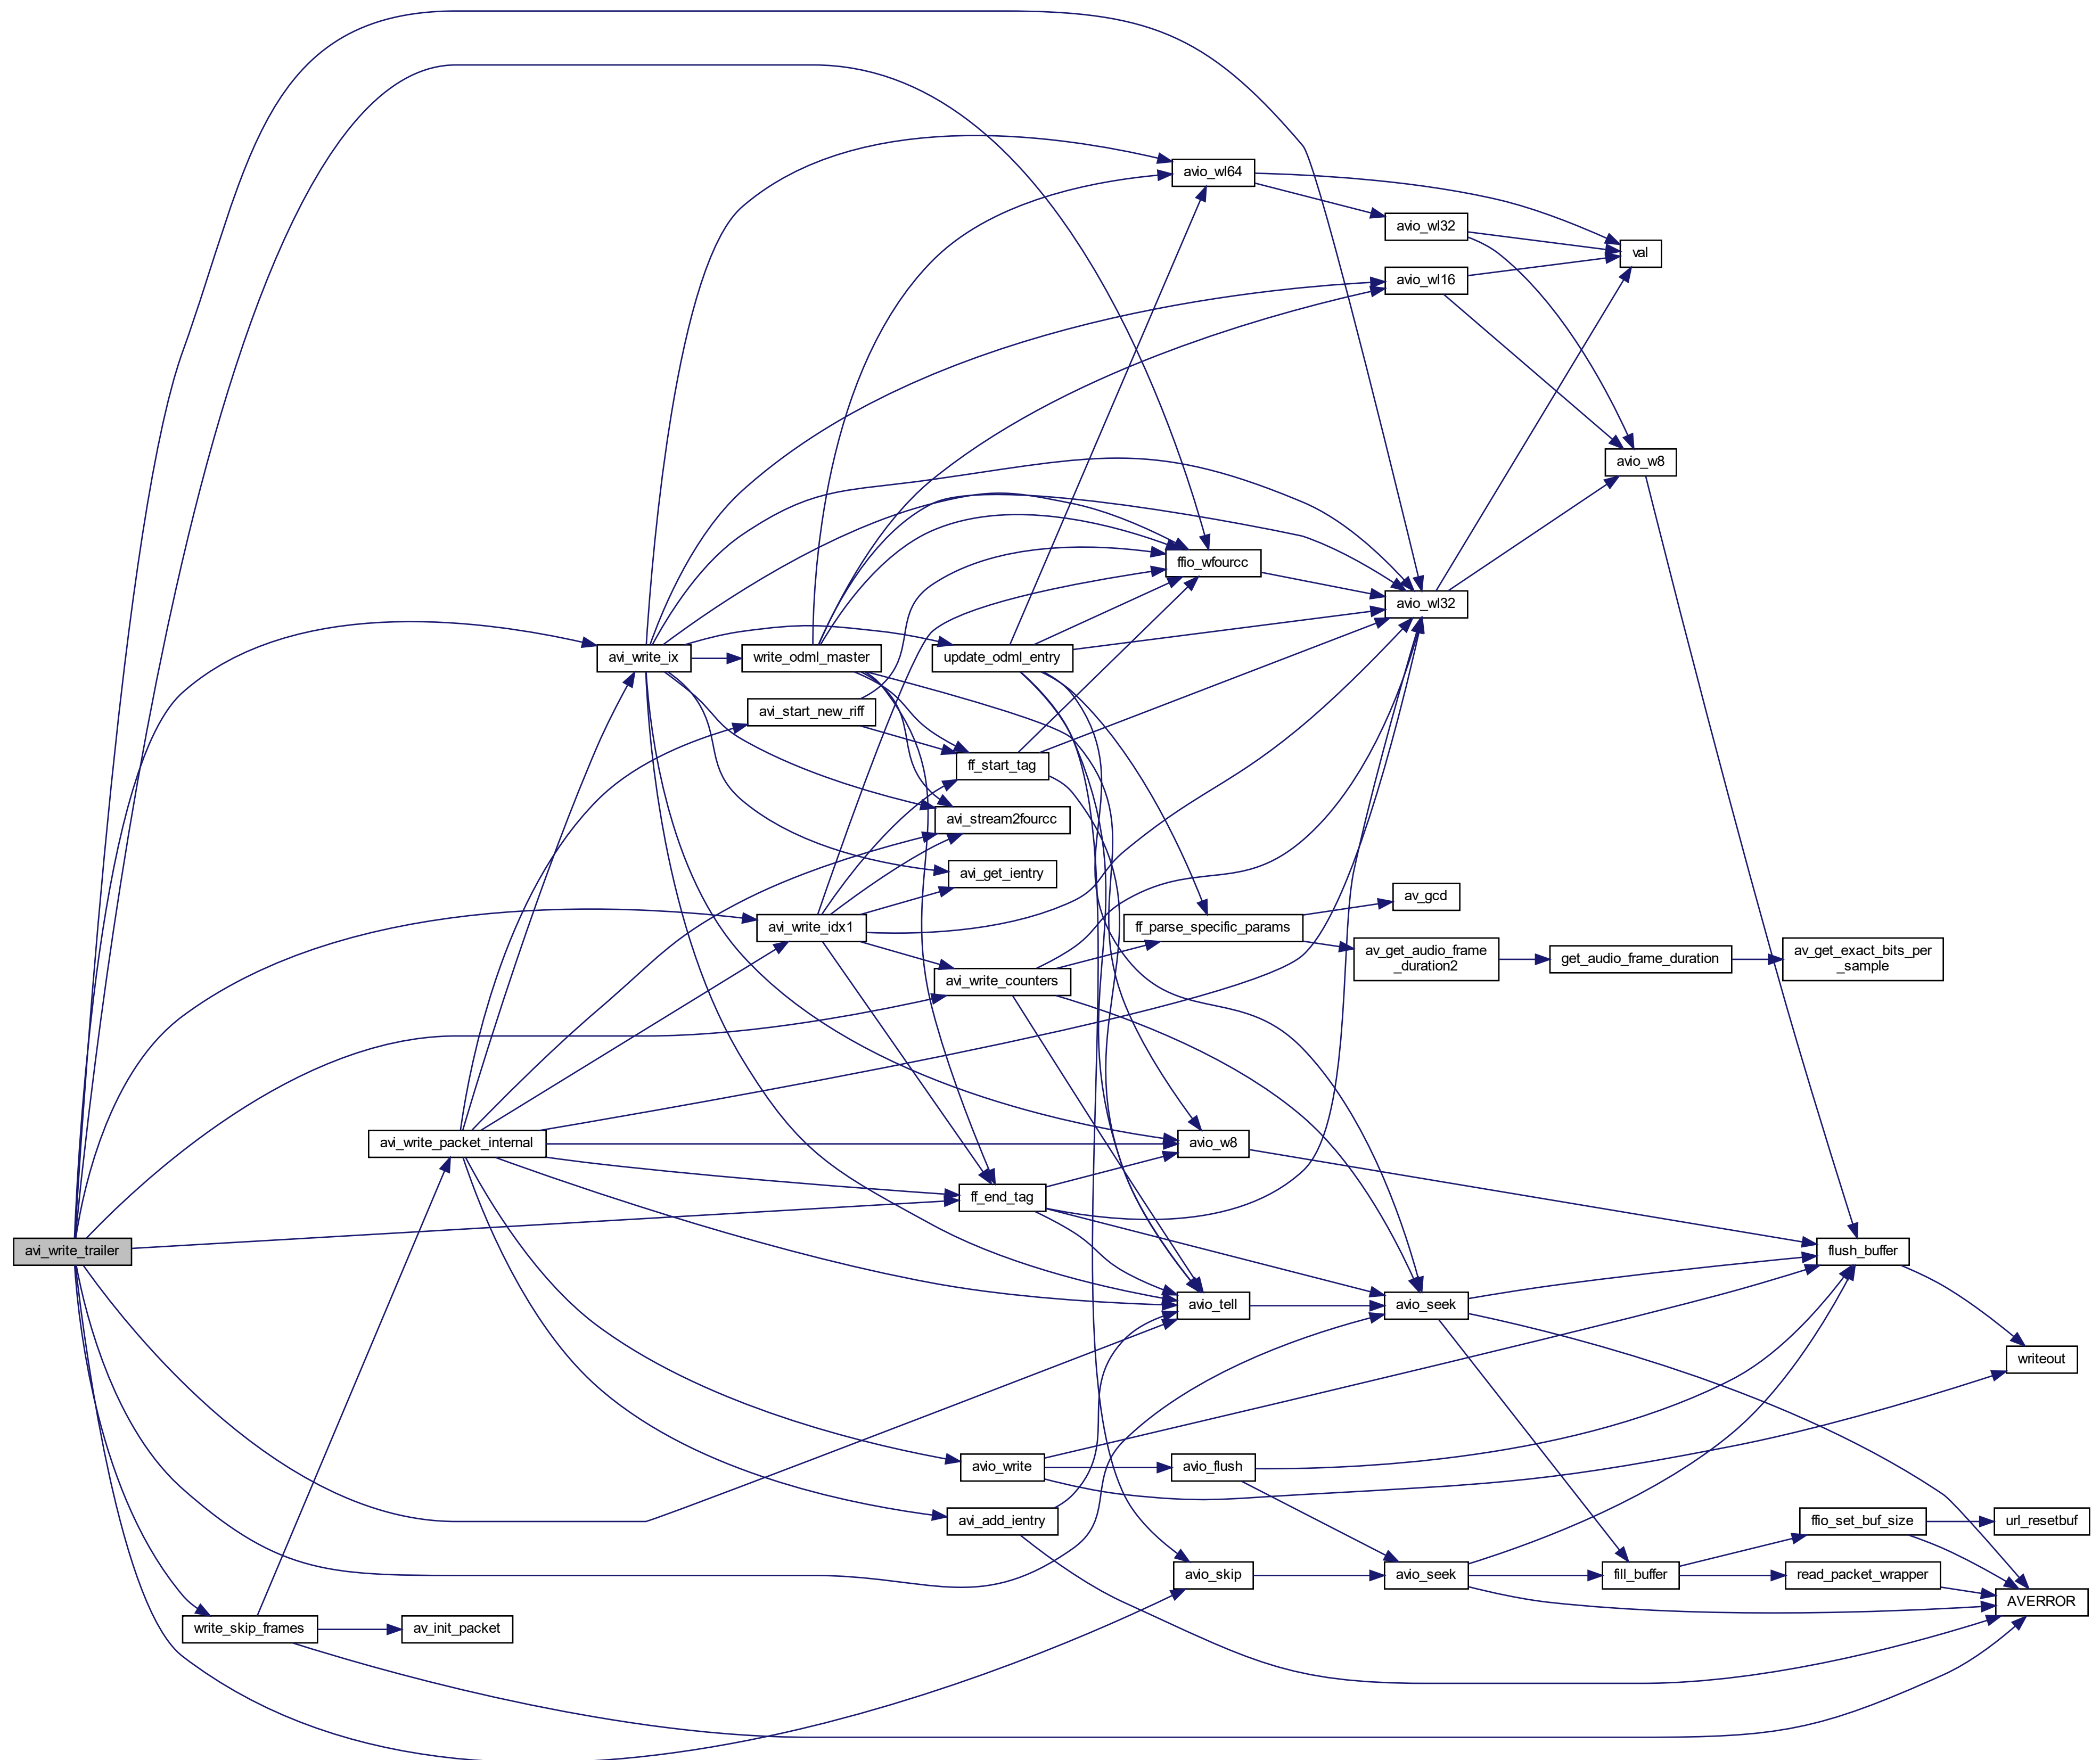 avio_wl64
avio_wl32
val
avio_wl16
avio_w8
ffio_wfourcc
avio_wl32
avi_write_ix
write_odml_master
update_odml_entry
avi_start_new_riff
ff_start_tag
avi_stream2fourcc
avi_get_ientry
av_gcd
avi_write_idx1
ff_parse_specific_params
av_get_audio_frame
_duration2
get_audio_frame_duration
av_get_exact_bits_per
_sample
avi_write_counters
avi_write_packet_internal
avio_w8
ff_end_tag
avi_write_trailer
flush_buffer
avio_tell
avio_seek
writeout
avio_write
avio_flush
avi_add_ientry
ffio_set_buf_size
url_resetbuf
avio_skip
avio_seek
fill_buffer
read_packet_wrapper
AVERROR
write_skip_frames
av_init_packet